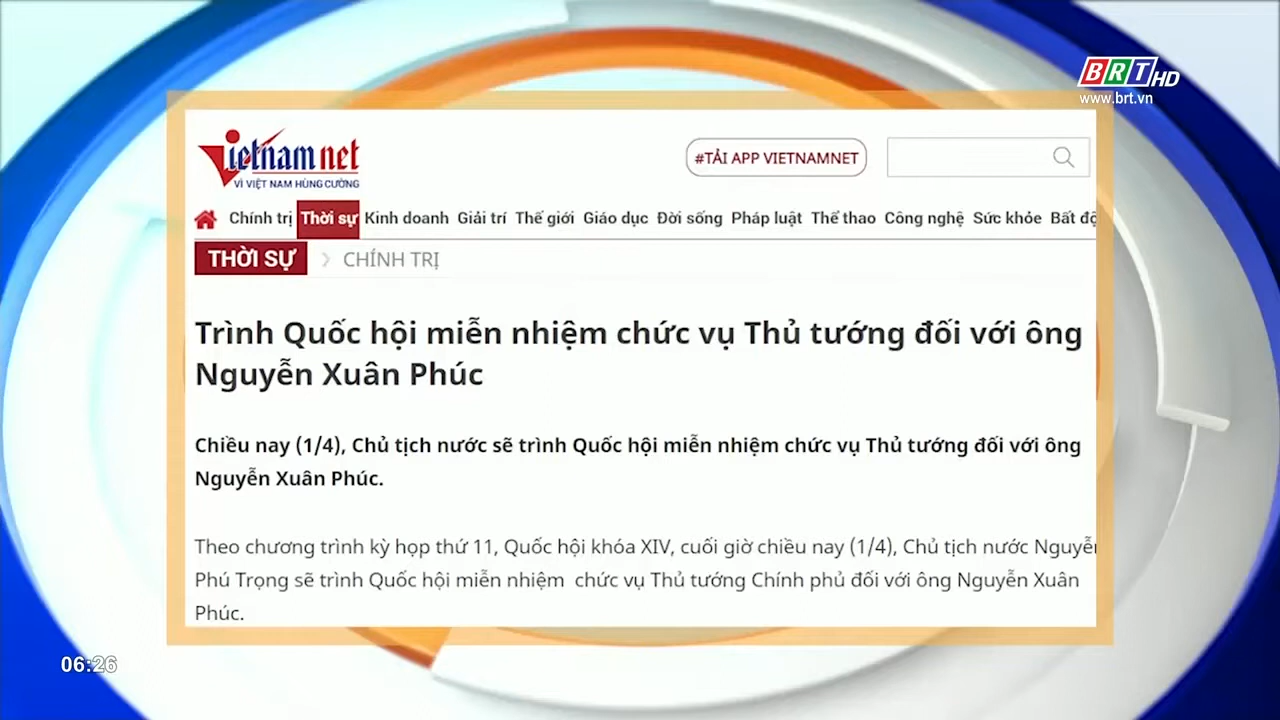 BRT HD
www.brt.vn
Vietnam net
VÌ VIỆT NAM HÙNG CƯỜNG
#TẢI APP VIETNAMNET
Chính trị Thời sự Kinh doanh Giải trí Thế giới Giáo dục Đời sống Pháp luật Thể thao Công nghệ Sức khỏe Bất độ
THỜI SỰ > CHÍNH TRỊ
Trình Quốc hội miễn nhiệm chức vụ Thủ tướng đối với ông
Nguyễn Xuân Phúc
Chiều nay (1/4), Chủ tịch nước sẽ trình Quốc hội miễn nhiệm chức vụ Thủ tướng đối với ông
Nguyễn Xuân Phúc.
Theo chương trình kỳ họp thứ 11, Quốc hội khóa XIV, cuối giờ chiều nay (1/4), Chủ tịch nước Nguyễn
Phú Trọng sẽ trình Quốc hội miễn nhiệm chức vụ Thủ tướng Chính phủ đối với ông Nguyễn Xuân
Phúc.
06:26